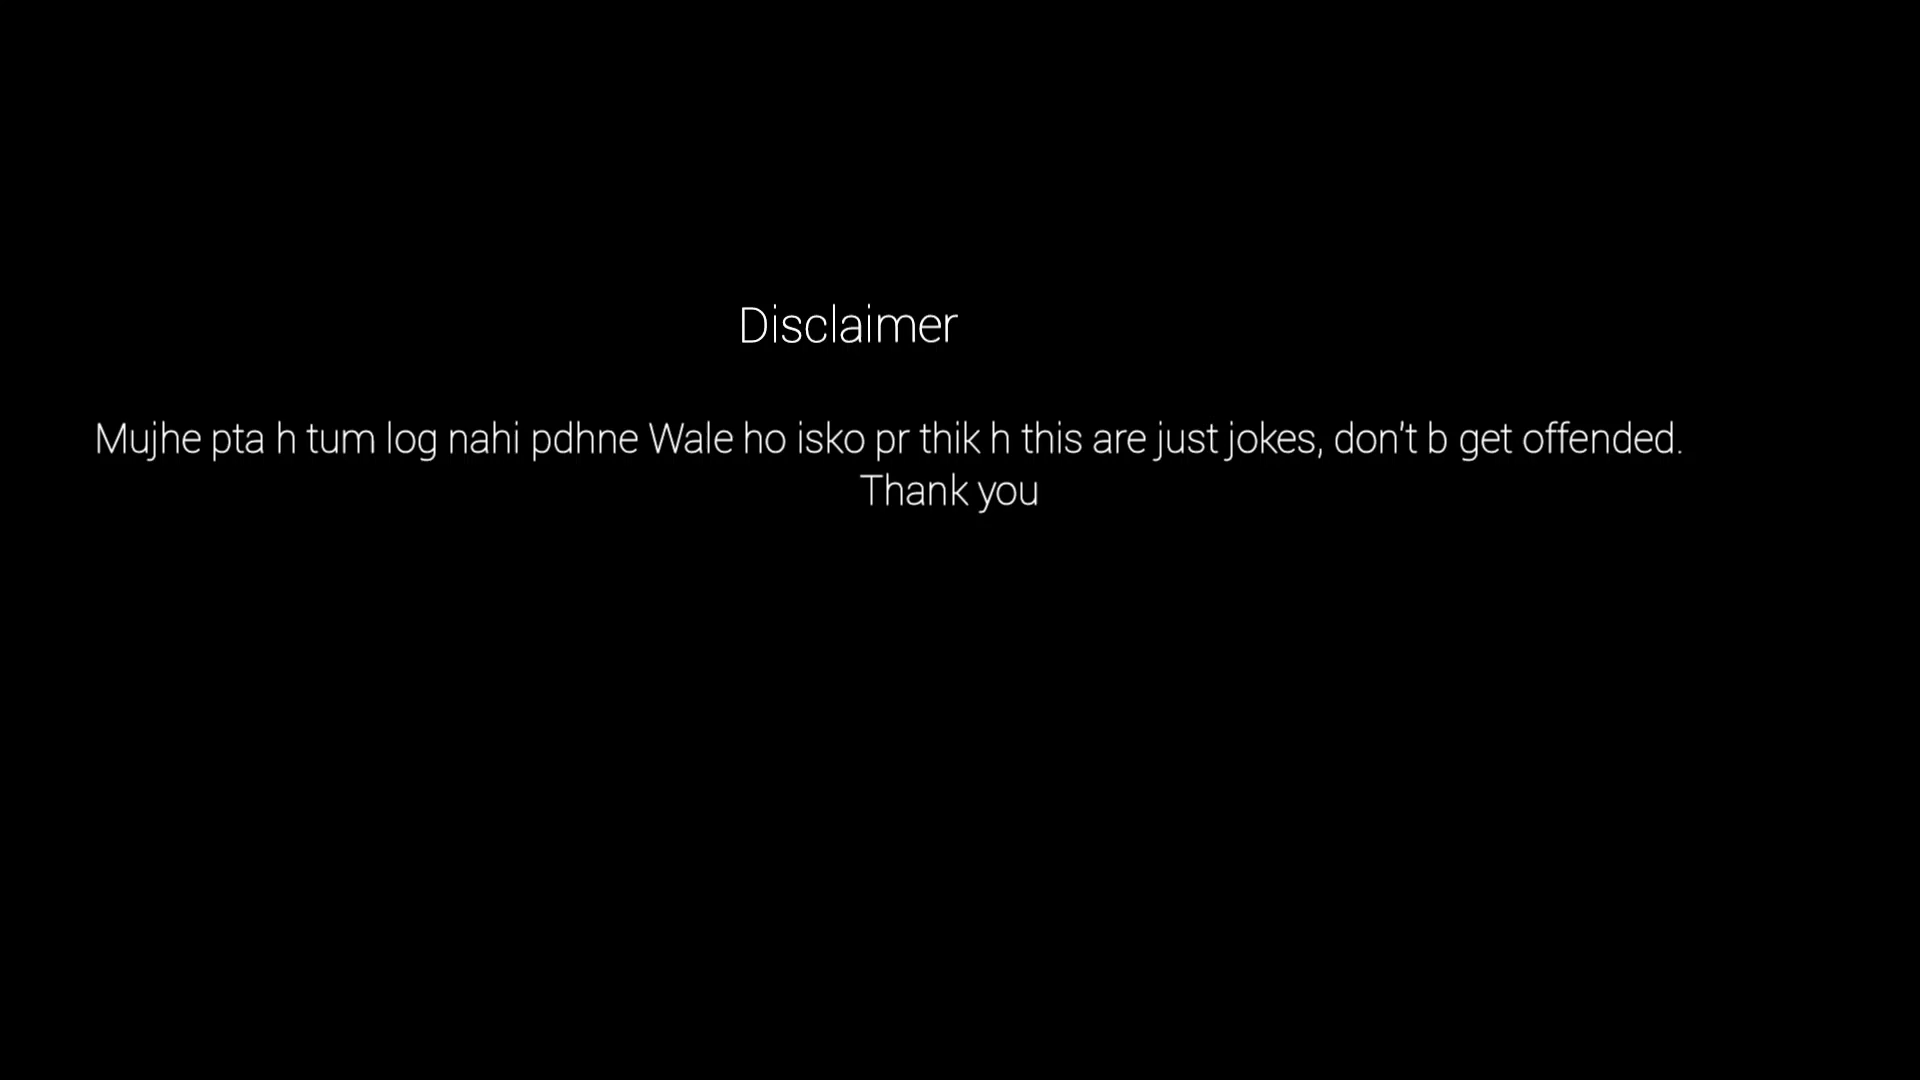 Disclaimer
Mujhe pta h tum log nahi pdhne Wale ho isko pr thik h this are just jokes, don't b get offended.
Thank you